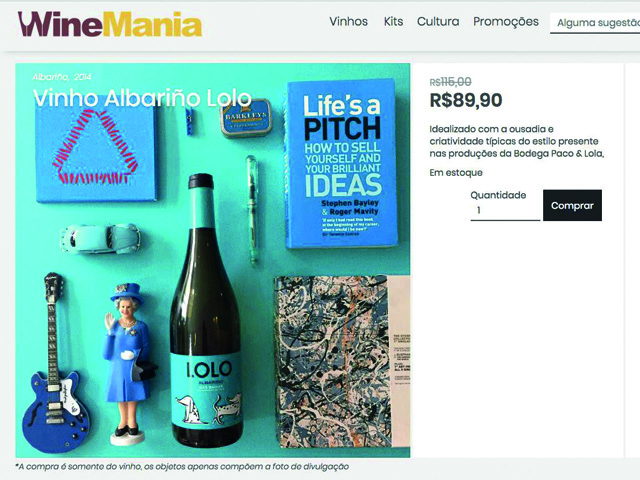 WineMania
Vinhos Kits Cultura Promoções
Albariño, 2014
Vinho Albariño Lolo
BARKLEYS
Life's a
PITCH
HOW TO SELL
YOURSELF AND
YOUR BRILLIANT
IDEAS
Stephen Bayley
& Roger Mavity
LOLO
ALBARIÑO
R$115,00
R$89,90
Idealizado com a ousadia e
criatividade típicas do estilo presente
nas produções da Bodega Paco & Lola,
Em estoque
Quantidade
1
Comprar
Alguma sugestão
*A compra é somente do vinho, os objetos apenas compõem a foto de divulgação